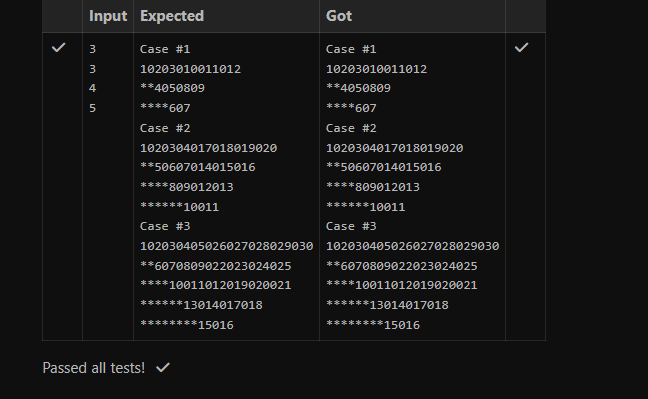 Input Expected Got
3 Case #1 Case #1
3 10203010011012 10203010011012
4 **4050809 **4050809
5 ****607 ****607
Case #2 Case #2
1020304017018019020 1020304017018019020
**50607014015016 **50607014015016
****809012013 ****809012013
******10011 ******10011
Case #3 Case #3
102030405026027028029030 102030405026027028029030
**6070809022023024025 **6070809022023024025
****10011012019020021 ****10011012019020021
******13014017018 ******13014017018
********15016 ********15016
Passed all tests!